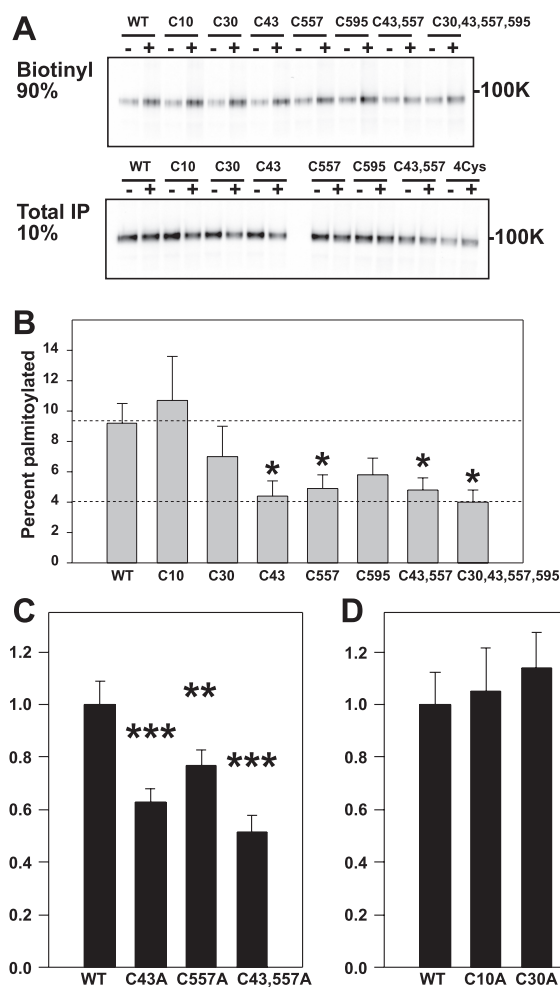 A
WT C10 C30 C43 C557 C595 C43,557 C30,43,557,595
- + - + - + - + - + - + - + - +
Biotinyl
90%
-100K
WT C10 C30 C43 C557 C595 C43,557 4Cys
- + - + - + - + - + - + - + - +
Total IP
10%
-100K
B
Percent palmitoylated
14
12
10
8
6
4
2
0
* * * *
WT C10 C30 C43 C557 C595 C43,557 C30,43,557,595
C
1.2
1.0
0.8
0.6
0.4
0.2
0.0
*** ** ***
WT C43A C557A C43,557A
D
1.2
1.0
0.8
0.6
0.4
0.2
0.0
WT C10A C30A